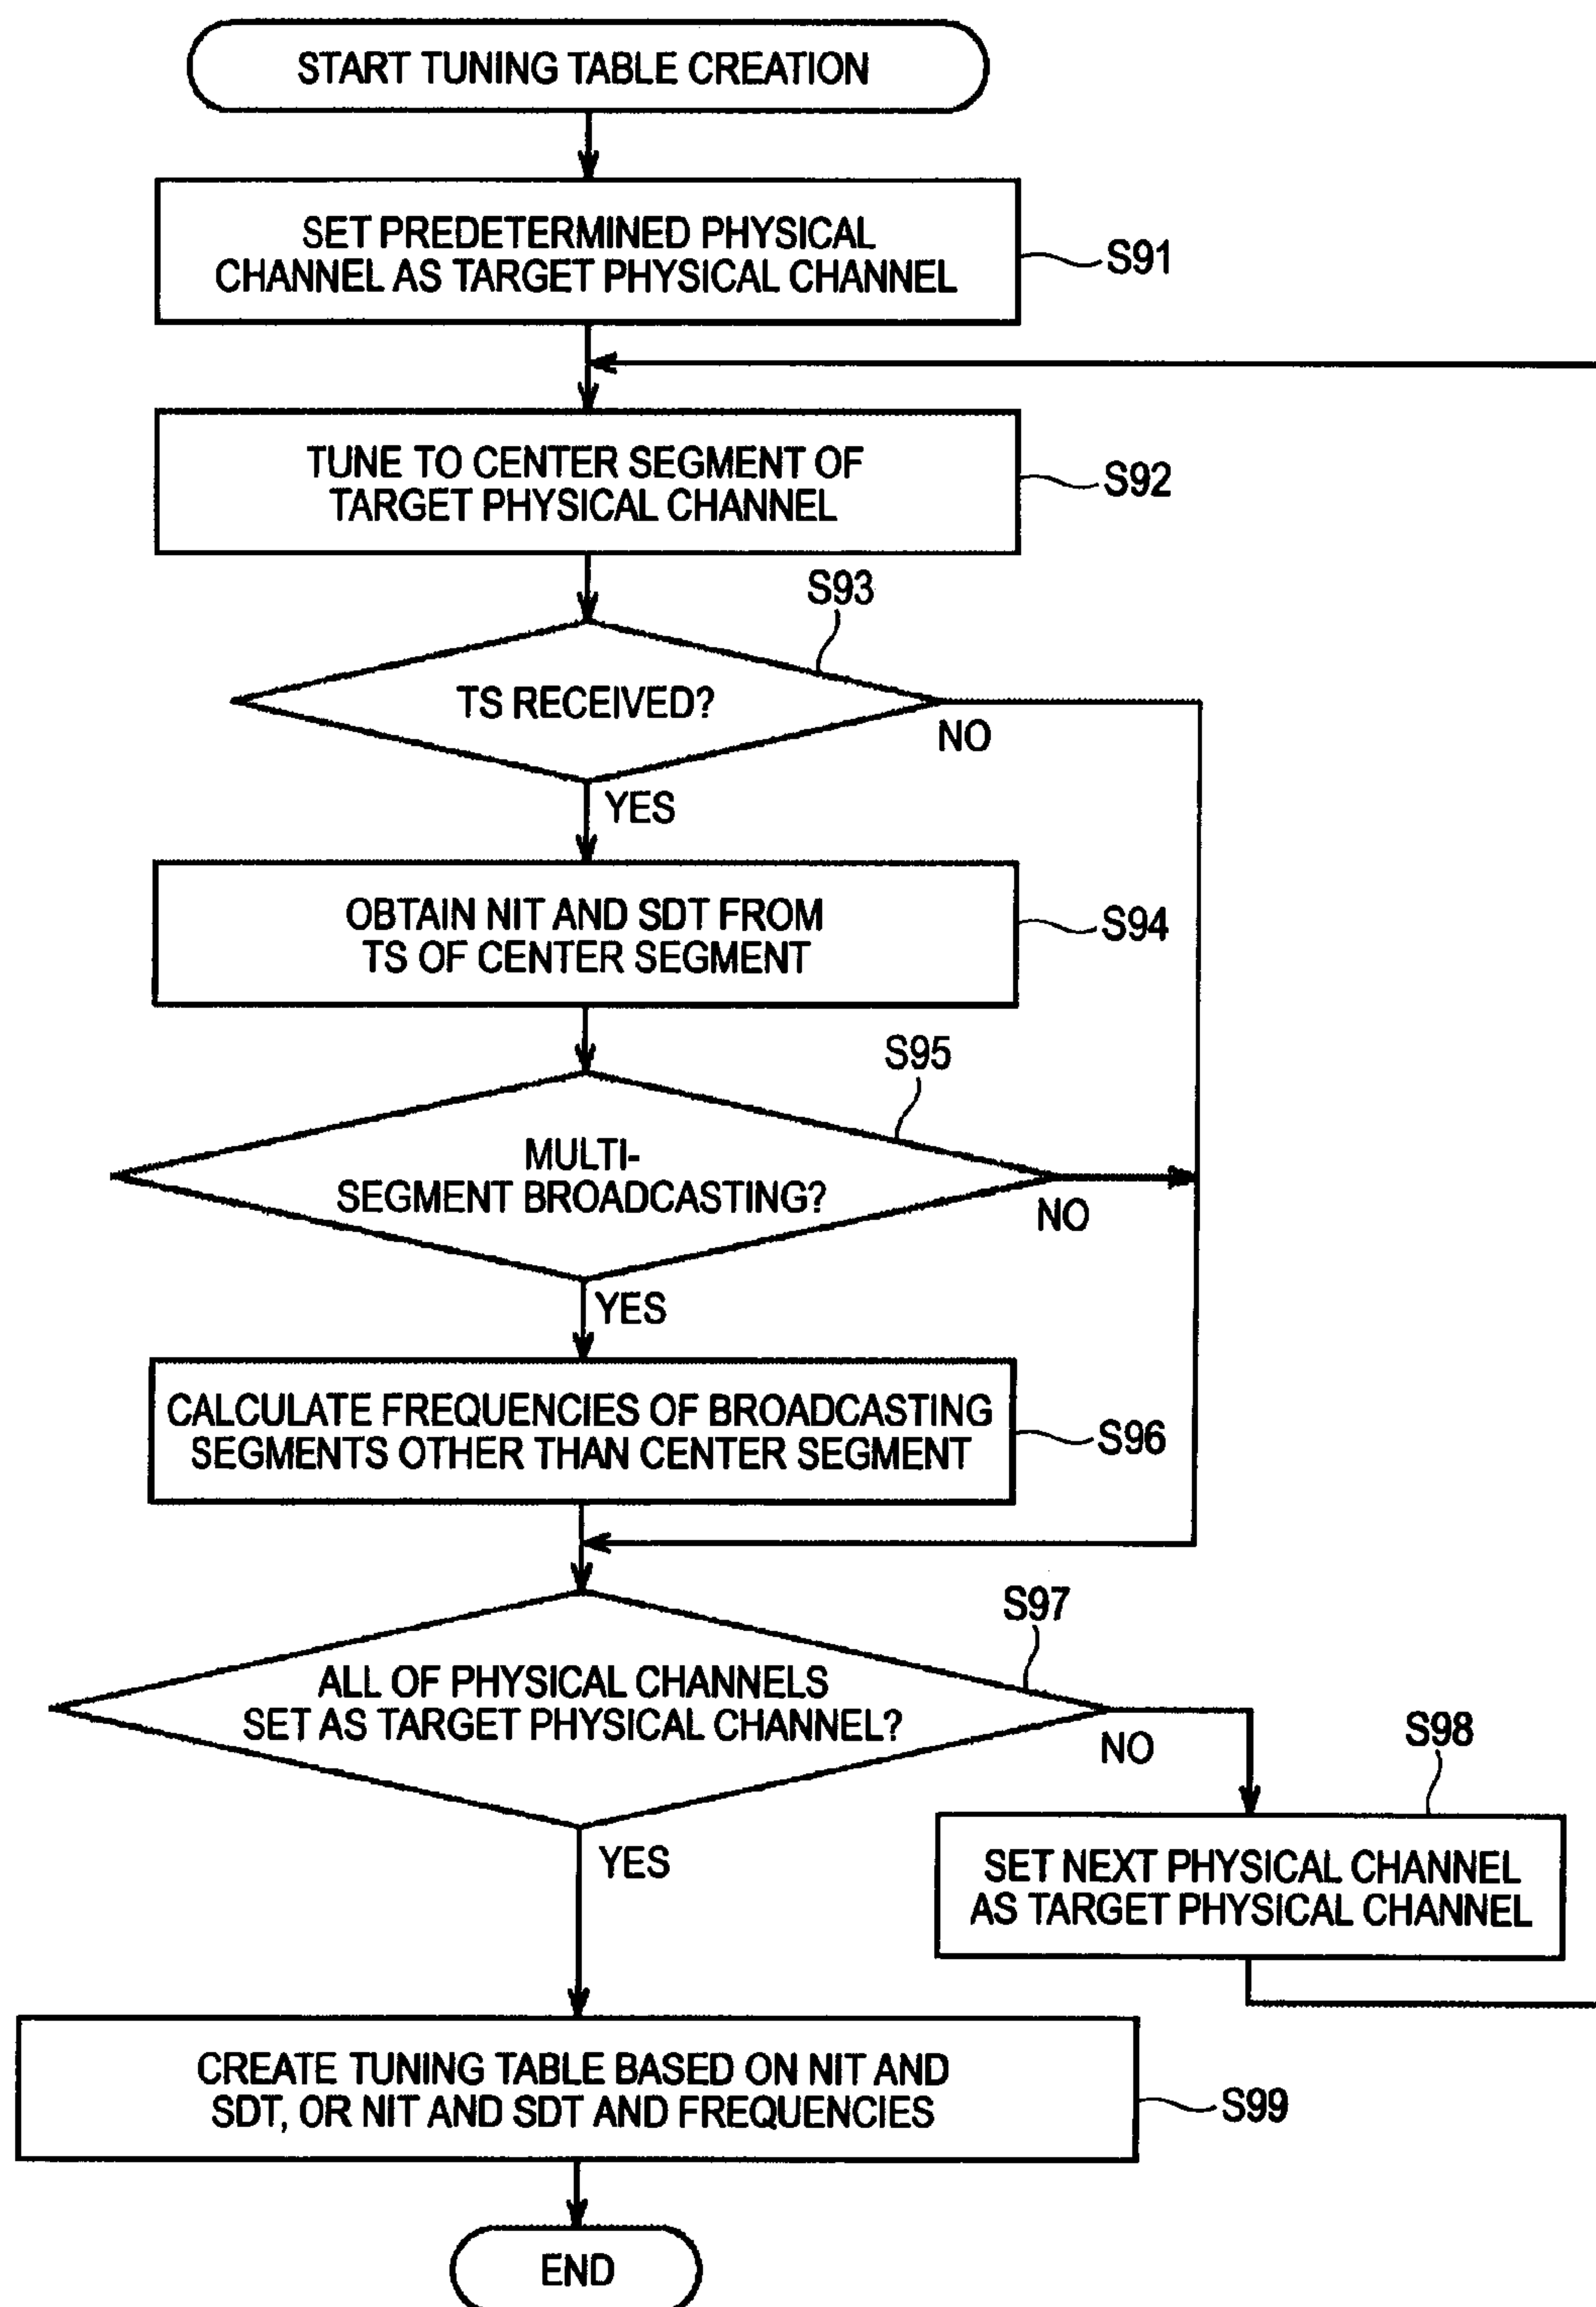 START TUNING TABLE CREATION
SET PREDETERMINED PHYSICAL
CHANNEL AS TARGET PHYSICAL CHANNEL
S91
TUNE TO CENTER SEGMENT OF
TARGET PHYSICAL CHANNEL
S92
S93
TS RECEIVED?
NO
YES
OBTAIN NIT AND SDT FROM
TS OF CENTER SEGMENT
S94
S95
MULTI-
SEGMENT BROADCASTING?
NO
YES
CALCULATE FREQUENCIES OF BROADCASTING
SEGMENTS OTHER THAN CENTER SEGMENT
S96
S97
ALL OF PHYSICAL CHANNELS
SET AS TARGET PHYSICAL CHANNEL?
NO
YES
S98
SET NEXT PHYSICAL CHANNEL
AS TARGET PHYSICAL CHANNEL
CREATE TUNING TABLE BASED ON NIT AND
SDT, OR NIT AND SDT AND FREQUENCIES
S99
END